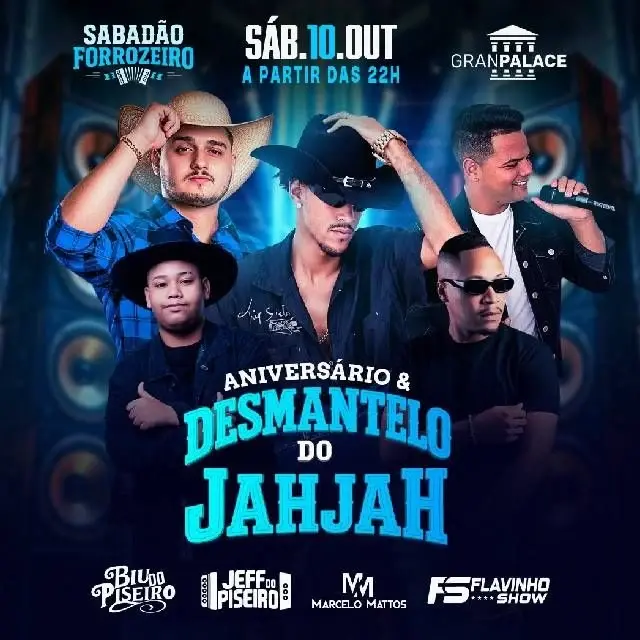 SABADÃO
FORROZEIRO
SÁB.10.OUT
A PARTIR DAS 22H
GRANPALACE
ANIVERSÁRIO &
DESMANTELO
DO
JAHJAH
BIU DO
PISEIRO
JEFF DO
PISEIRO
MM
MARCELO MATTOS
FS FLAVINHO
SHOW